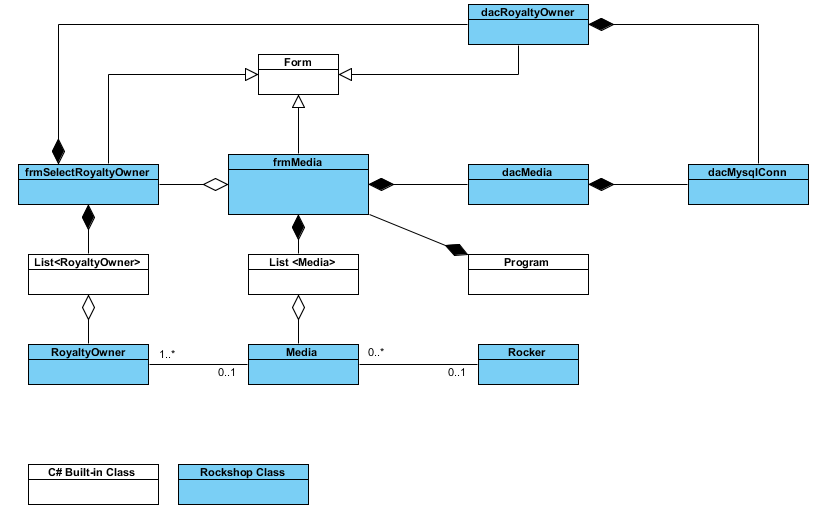 dacRoyaltyOwner
Form
frmSelectRoyaltyOwner
frmMedia
dacMedia
dacMysqlConn
List<RoyaltyOwner>
List <Media>
Program
RoyaltyOwner
1..*
0..1
Media
0..*
0..1
Rocker
C# Built-in Class
Rockshop Class